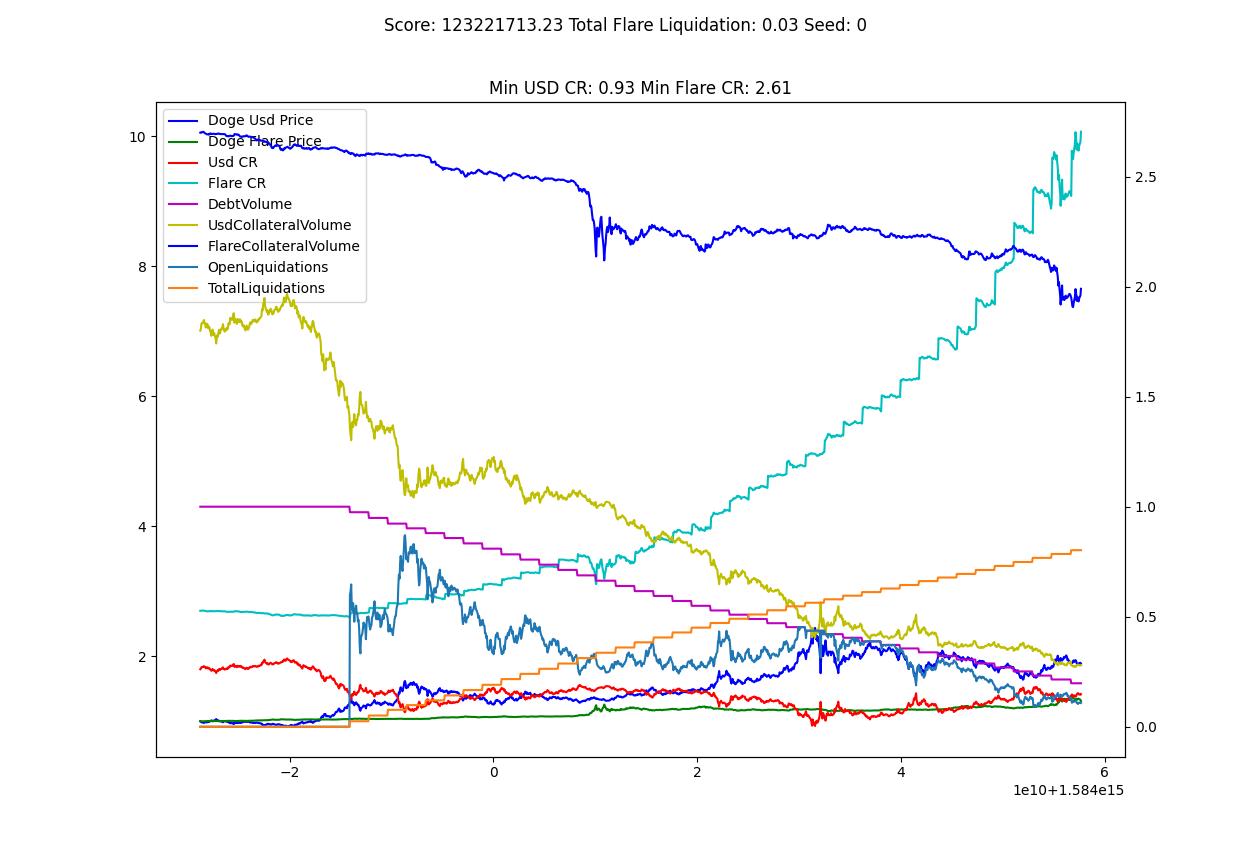 Score: 123221713.23 Total Flare Liquidation: 0.03 Seed: 0
Min USD CR: 0.93 Min Flare CR: 2.61
Doge Usd Price
Doge Flare Price
Usd CR
Flare CR
DebtVolume
UsdCollateralVolume
FlareCollateralVolume
OpenLiquidations
TotalLiquidations
10
8
6
4
2
2.5
2.0
1.5
1.0
0.5
0.0
−2
0
2
4
6
1e10+1.584e15